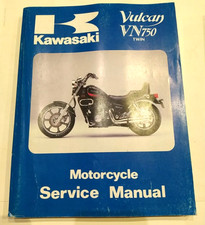 Kawasaki
Vulcan
VN750
TWIN
Motorcycle
Service Manual